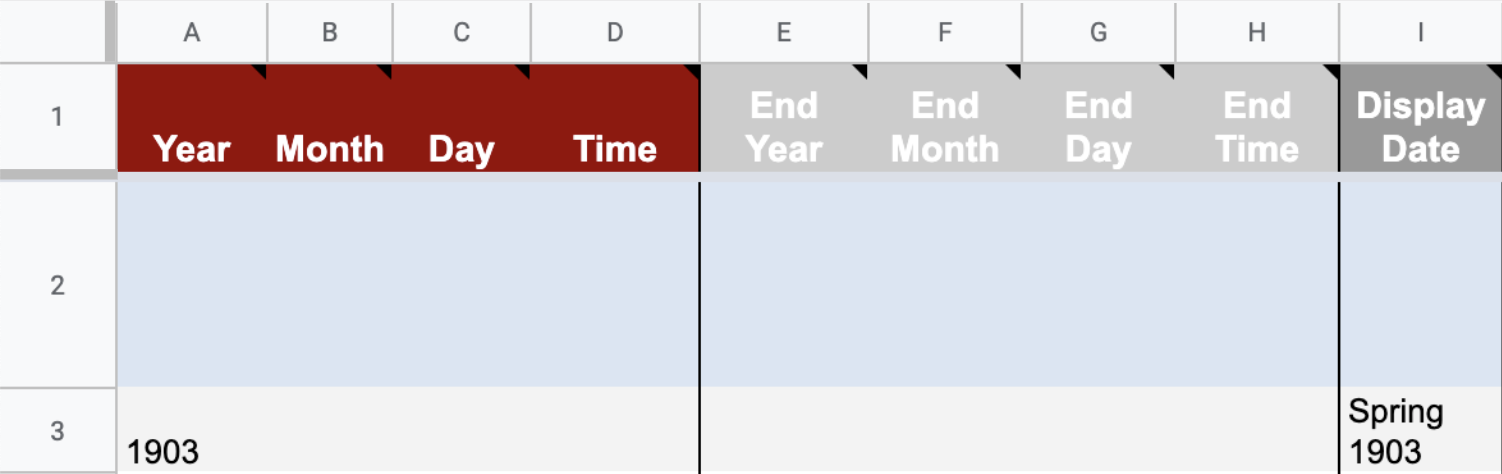 A B C D E F G H I
1 Year Month Day Time End Year End Month End Day End Time Display Date
2
3 1903 Spring 1903